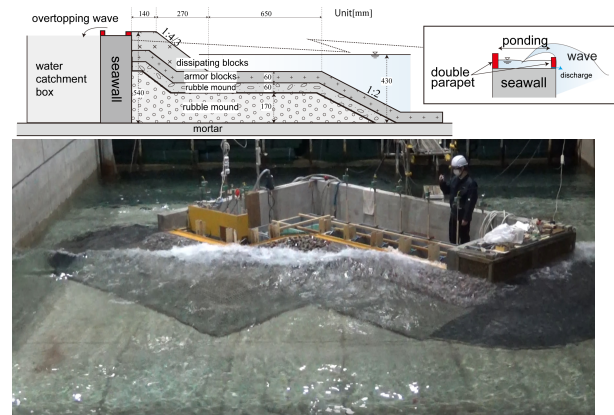 overtopping wave
140
270
650
Unit[mm]
1:4/3
dissipating blocks
water
catchment
box
seawall
armor blocks
60
rubble mound
60
540
430
1:2
rubble mound
170
mortar
ponding
wave
double
parapet
discharge
seawall